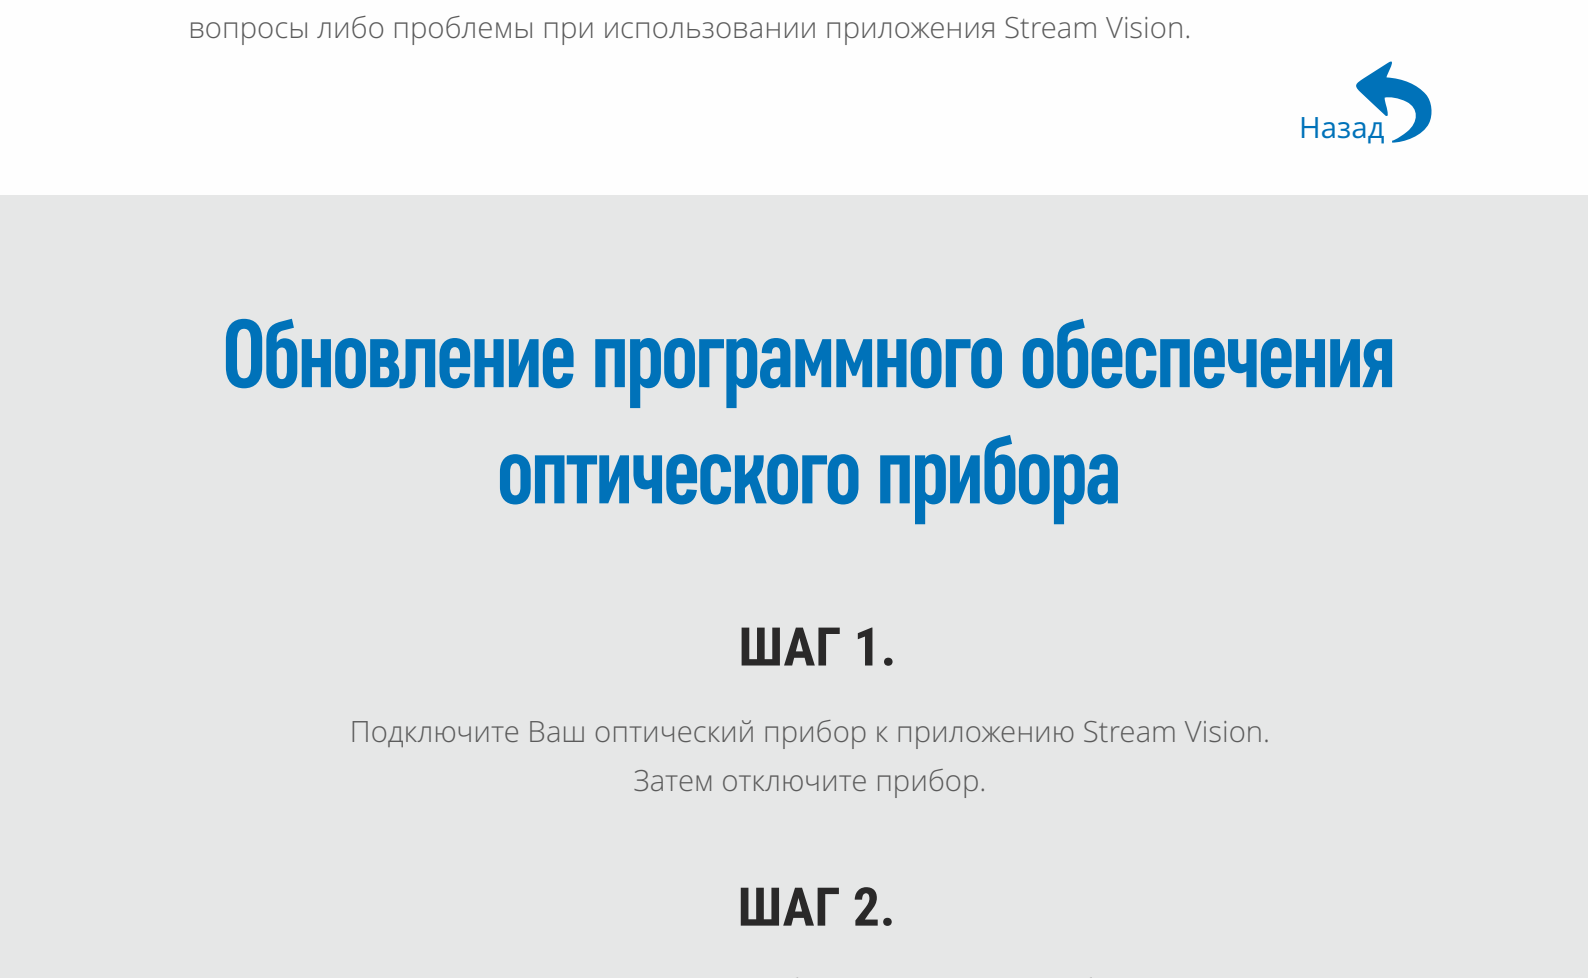 вопросы либо проблемы при использовании приложения Stream Vision.
Назад
Обновление программного обеспечения
оптического прибора
ШАГ 1.
Подключите Ваш оптический прибор к приложению Stream Vision.
Затем отключите прибор.
ШАГ 2.